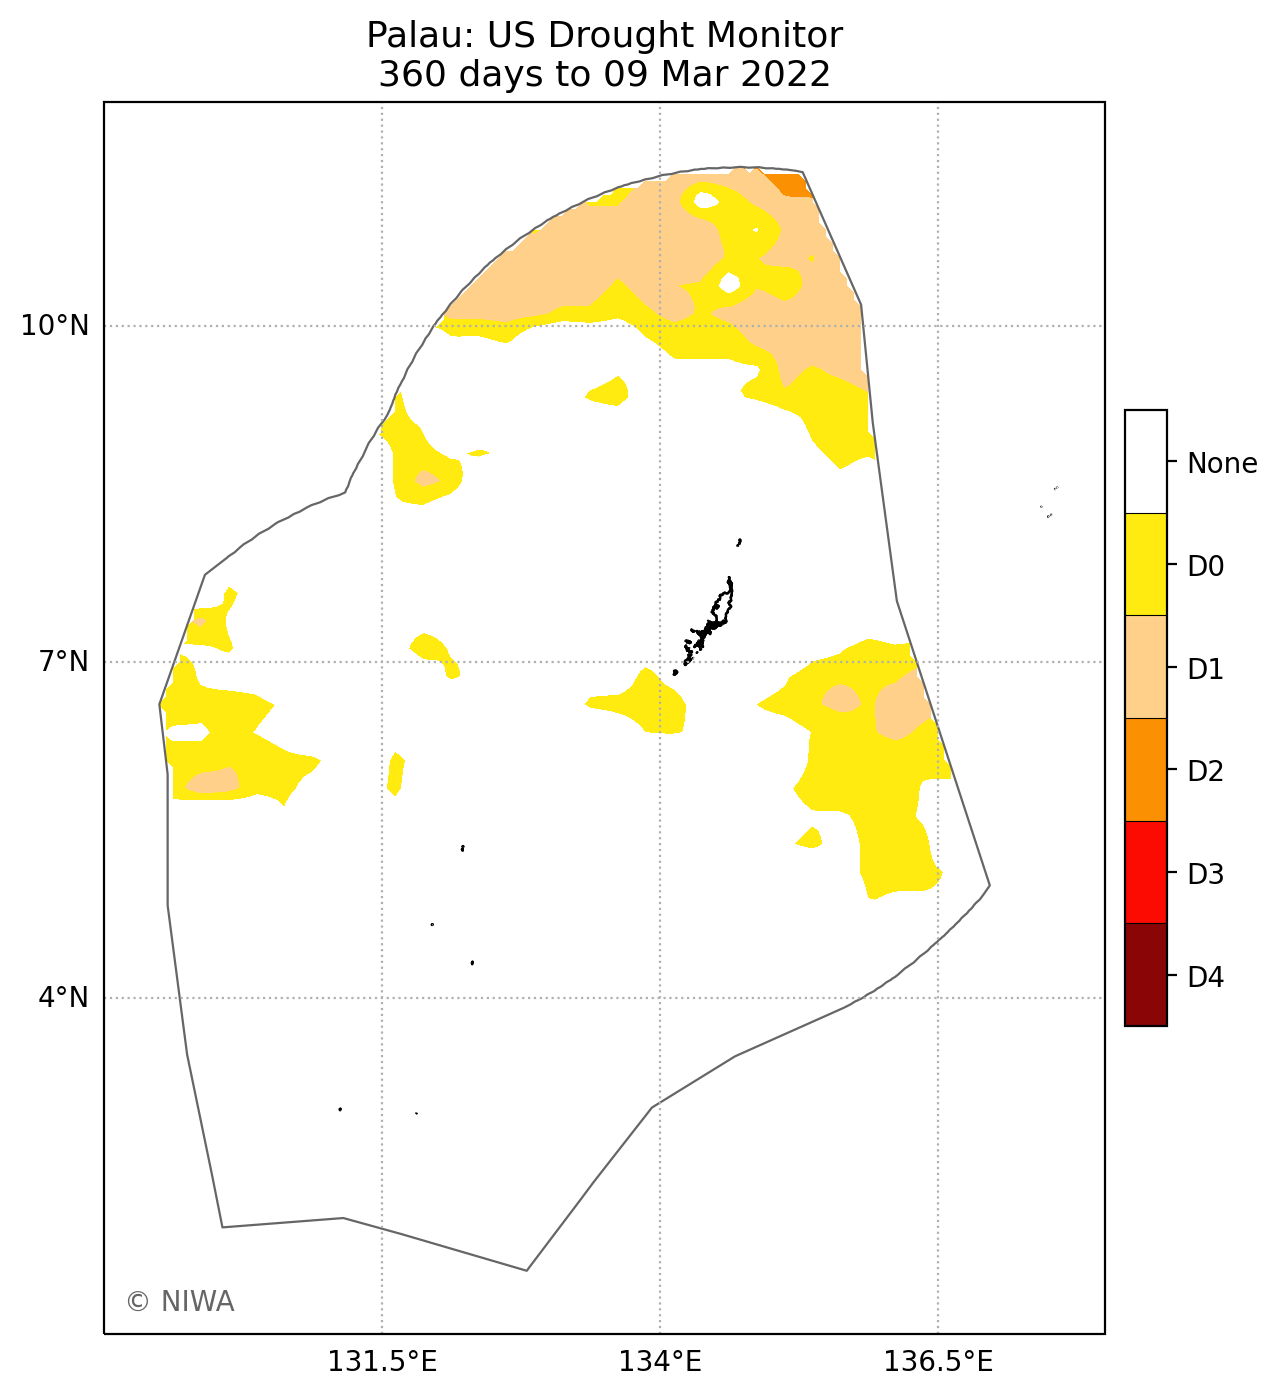 Palau: US Drought Monitor
360 days to 09 Mar 2022
10°N
7°N
4°N
131.5°E
134°E
136.5°E
None
D0
D1
D2
D3
D4
© NIWA